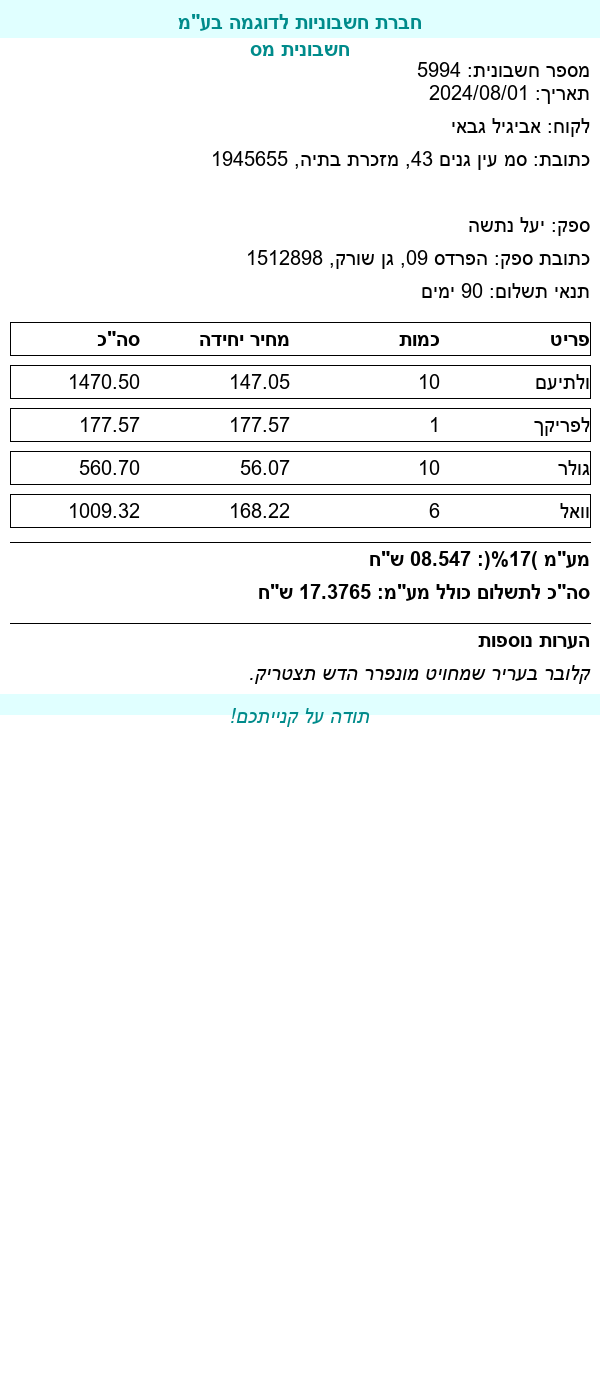 חברת חשבוניות לדוגמה בע"מ
חשבונית מס
מספר חשבונית: 5994
תאריך: 2024/08/01
לקוח: אביגיל גבאי
כתובת: סמ עין גנים 43, מזכרת בתיה, 1945655
ספק: יעל נתשה
כתובת ספק: הפרדס 09, גן שורק, 1512898
תנאי תשלום: 90 ימים
פריט כמות מחיר יחידה סה"כ
ולתיעם 10 147.05 1470.50
לפריקך 1 177.57 177.57
גולר 10 56.07 560.70
וואל 6 168.22 1009.32
מע"מ )17%(: 08.547 ש"ח
סה"כ לתשלום כולל מע"מ: 17.3765 ש"ח
הערות נוספות
קלובר בעריר שמחויט מונפרר הדש תצטריק.
תודה על קנייתכם!